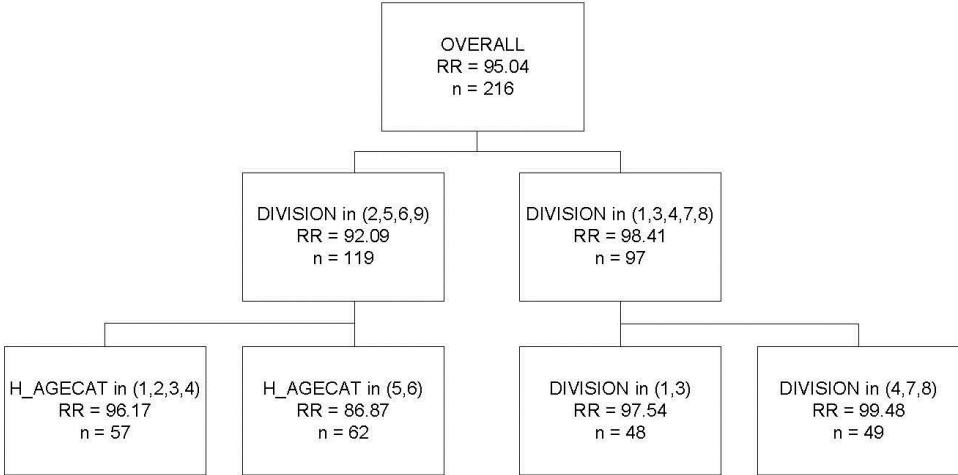 OVERALL
RR = 95.04
n = 216
DIVISION in (2,5,6,9)
RR = 92.09
n = 119
DIVISION in (1,3,4,7,8)
RR = 98.41
n = 97
H_AGECAT in (1,2,3,4)
RR = 96.17
n = 57
H_AGECAT in (5,6)
RR = 86.87
n = 62
DIVISION in (1,3)
RR = 97.54
n = 48
DIVISION in (4,7,8)
RR = 99.48
n = 49